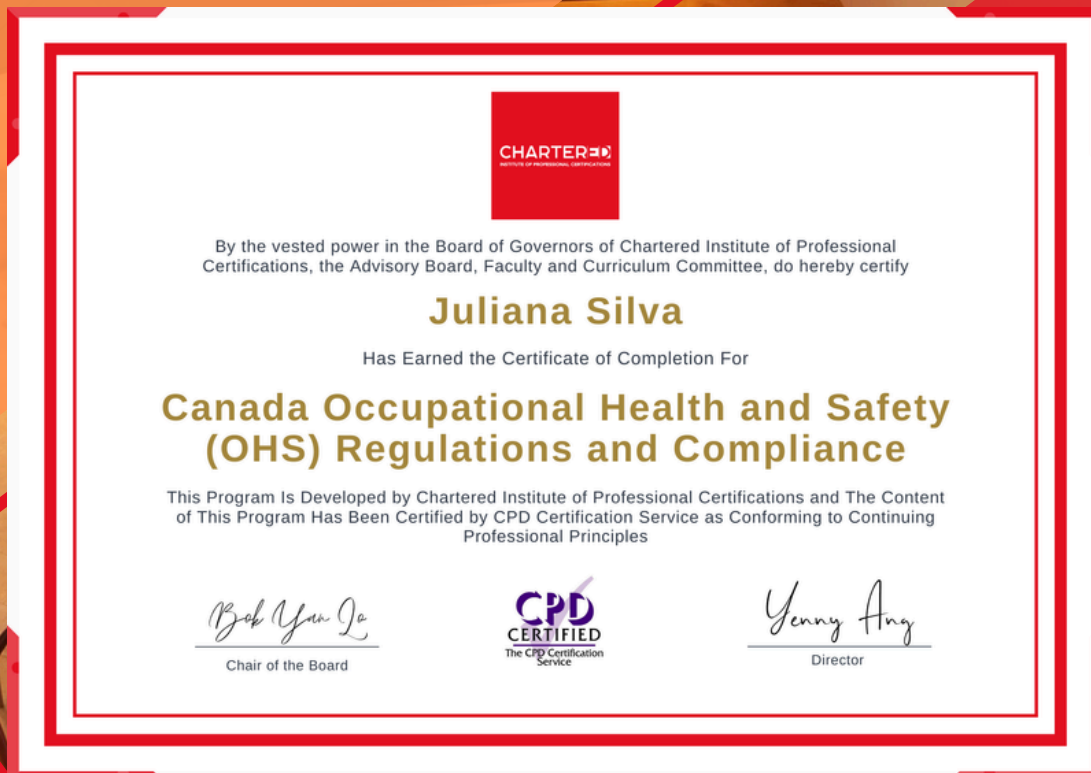 CHARTERED
INSTITUTE OF PROFESSIONAL CERTIFICATIONS
By the vested power in the Board of Governors of Chartered Institute of Professional
Certifications, the Advisory Board, Faculty and Curriculum Committee, do hereby certify
Juliana Silva
Has Earned the Certificate of Completion For
Canada Occupational Health and Safety
(OHS) Regulations and Compliance
This Program Is Developed by Chartered Institute of Professional Certifications and The Content
of This Program Has Been Certified by CPD Certification Service as Conforming to Continuing
Professional Principles
Bob Yan Lo
Chair of the Board
CPD
CERTIFIED
The CPD Certification
Service
Yenny Ang
Director